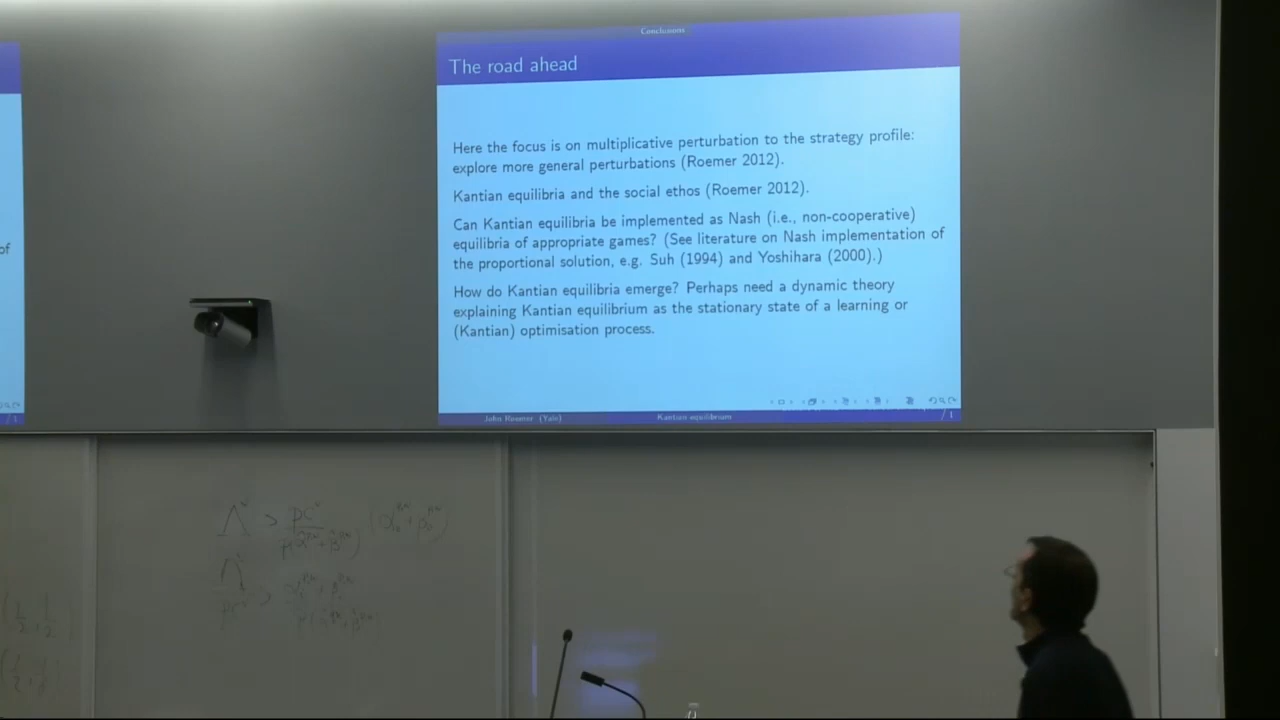 Conclusions
The road ahead
Here the focus is on multiplicative perturbation to the strategy profile:
explore more general perturbations (Roemer 2012).
Kantian equilibria and the social ethos (Roemer 2012).
Can Kantian equilibria be implemented as Nash (i.e., non-cooperative)
equilibria of appropriate games? (See literature on Nash implementation of
the proportional solution, e.g. Suh (1994) and Yoshihara (2000).)
How do Kantian equilibria emerge? Perhaps need a dynamic theory
explaining Kantian equilibrium as the stationary state of a learning or
(Kantian) optimisation process.
John Roemer (Yale) Kantian equilibrium / 1
of
/ 1